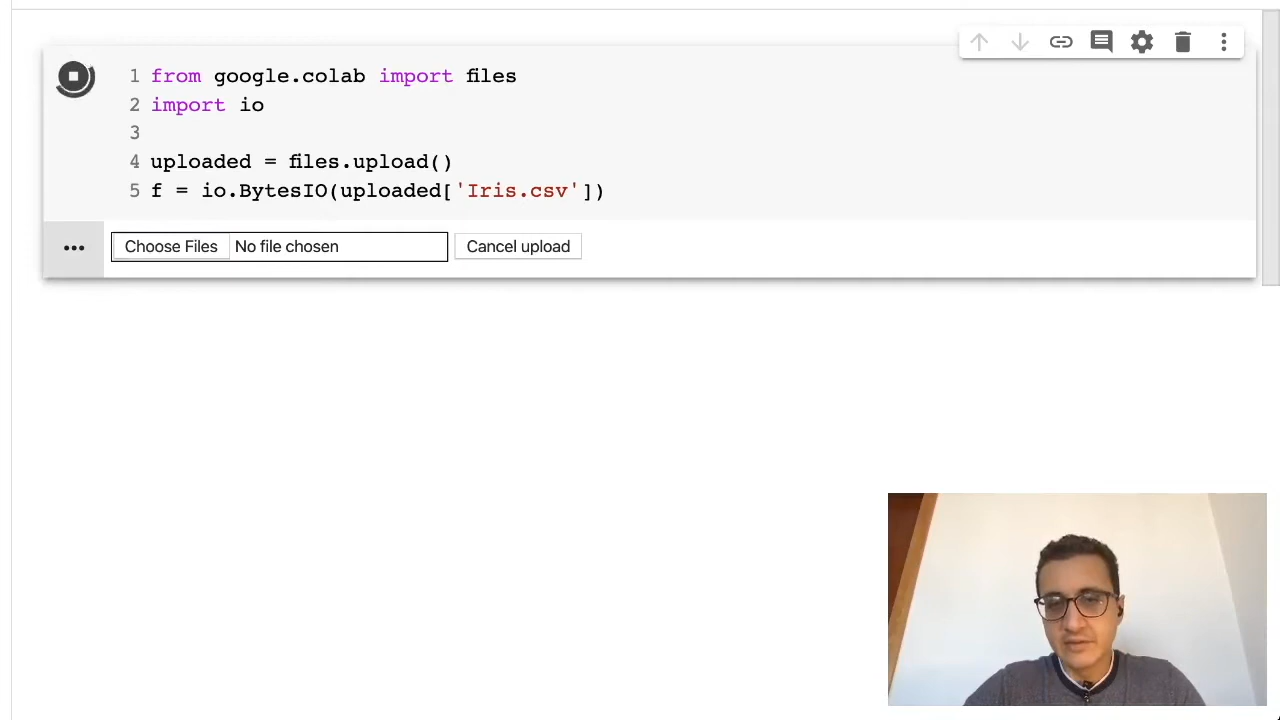 1 from google.colab import files
2 import io
3
4 uploaded = files.upload()
5 f = io.BytesIO(uploaded['Iris.csv'])
Choose Files No file chosen Cancel upload